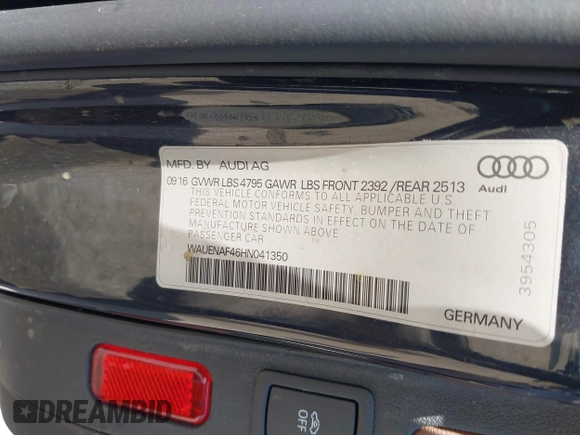 MFD. BY AUDI AG
09.16 GVWR LBS 4795 GAWR LBS FRONT 2392 / REAR 2513
THIS VEHICLE CONFORMS TO ALL APPLICABLE U.S.
FEDERAL MOTOR VEHICLE SAFETY, BUMPER AND THEFT
PREVENTION STANDARDS IN EFFECT ON THE DATE OF
MANUFACTURE SHOWN ABOVE
PASSENGER CAR
WAUENAF46HN041350
Audi
3954305
GERMANY
OFF
DREAMBID